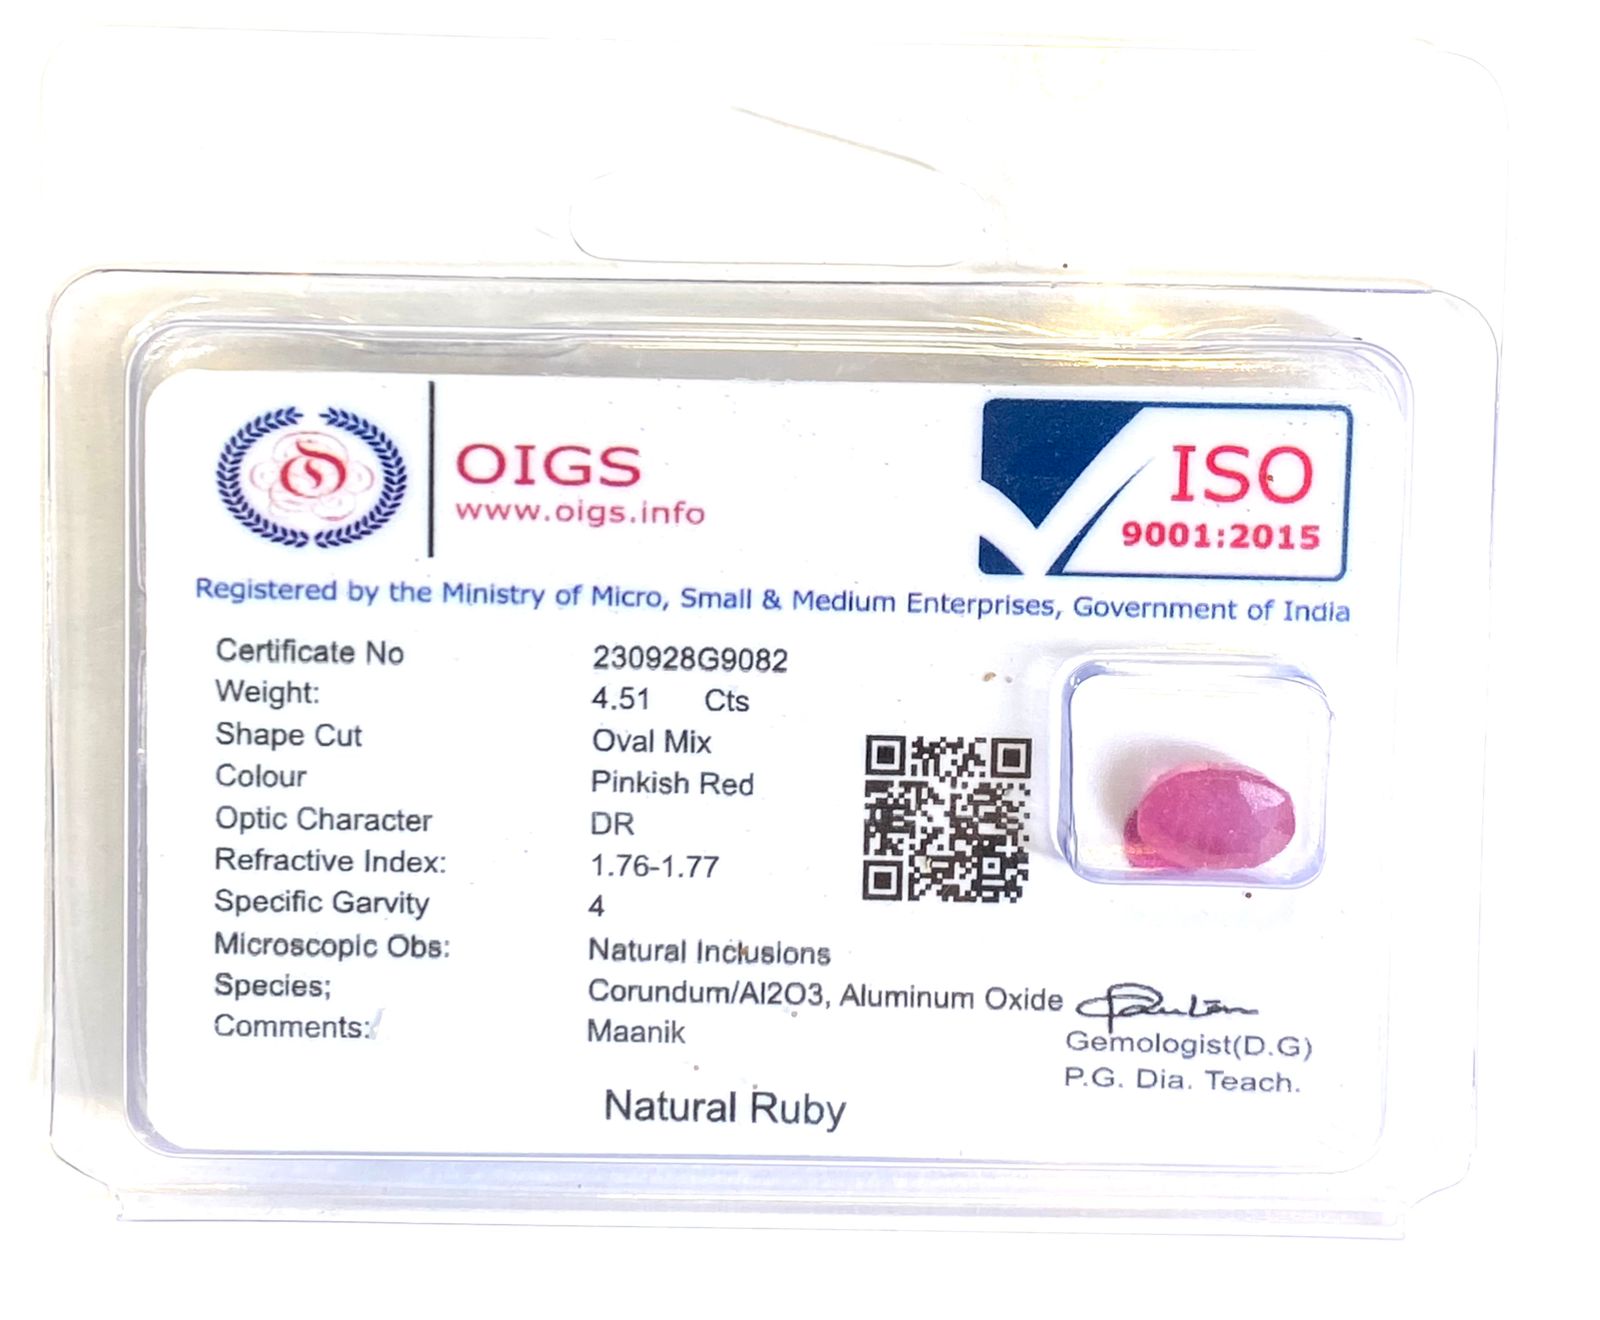 OIGS
www.oigs.info
ISO
9001:2015
Registered by the Ministry of Micro, Small & Medium Enterprises, Government of India
Certificate No 230928G9082
Weight: 4.51 Cts
Shape Cut Oval Mix
Colour Pinkish Red
Optic Character DR
Refractive Index: 1.76-1.77
Specific Garvity 4
Microscopic Obs: Natural Inclusions
Species; Corundum/Al2O3, Aluminum Oxide
Comments: Maanik
Gemologist(D.G)
P.G. Dia. Teach.
Natural Ruby